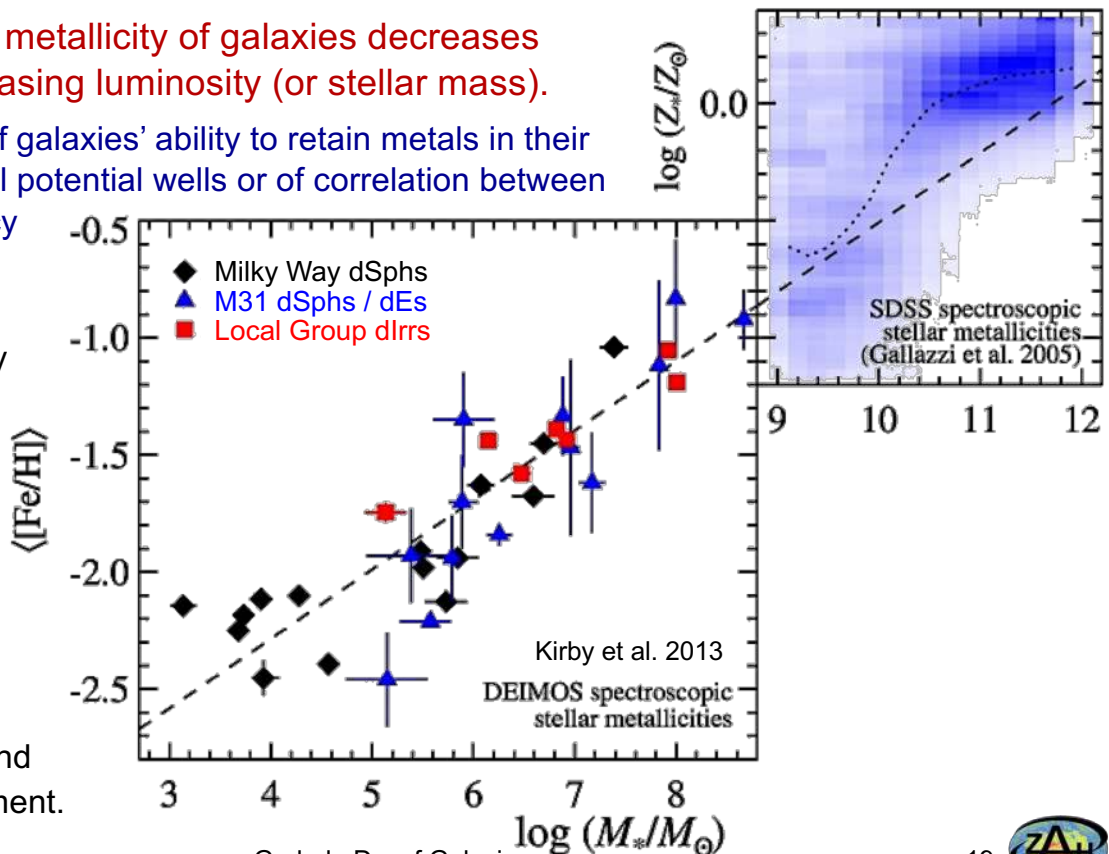 metallicity of galaxies decreases
asing luminosity (or stellar mass).
f galaxies' ability to retain metals in their
l potential wells or of correlation between
cy
y
nd
ment.
log (Z*/Z⊙)
0.0
SDSS spectroscopic
stellar metallicities
(Gallazzi et al. 2005)
9 10 11 12
-0.5
-1.0
-1.5
-2.0
-2.5
⟨[Fe/H]⟩
Milky Way dSphs
M31 dSphs / dEs
Local Group dIrrs
Kirby et al. 2013
DEIMOS spectroscopic
stellar metallicities
3 4 5 6 7 8
log (M*/M⊙)
ZAH